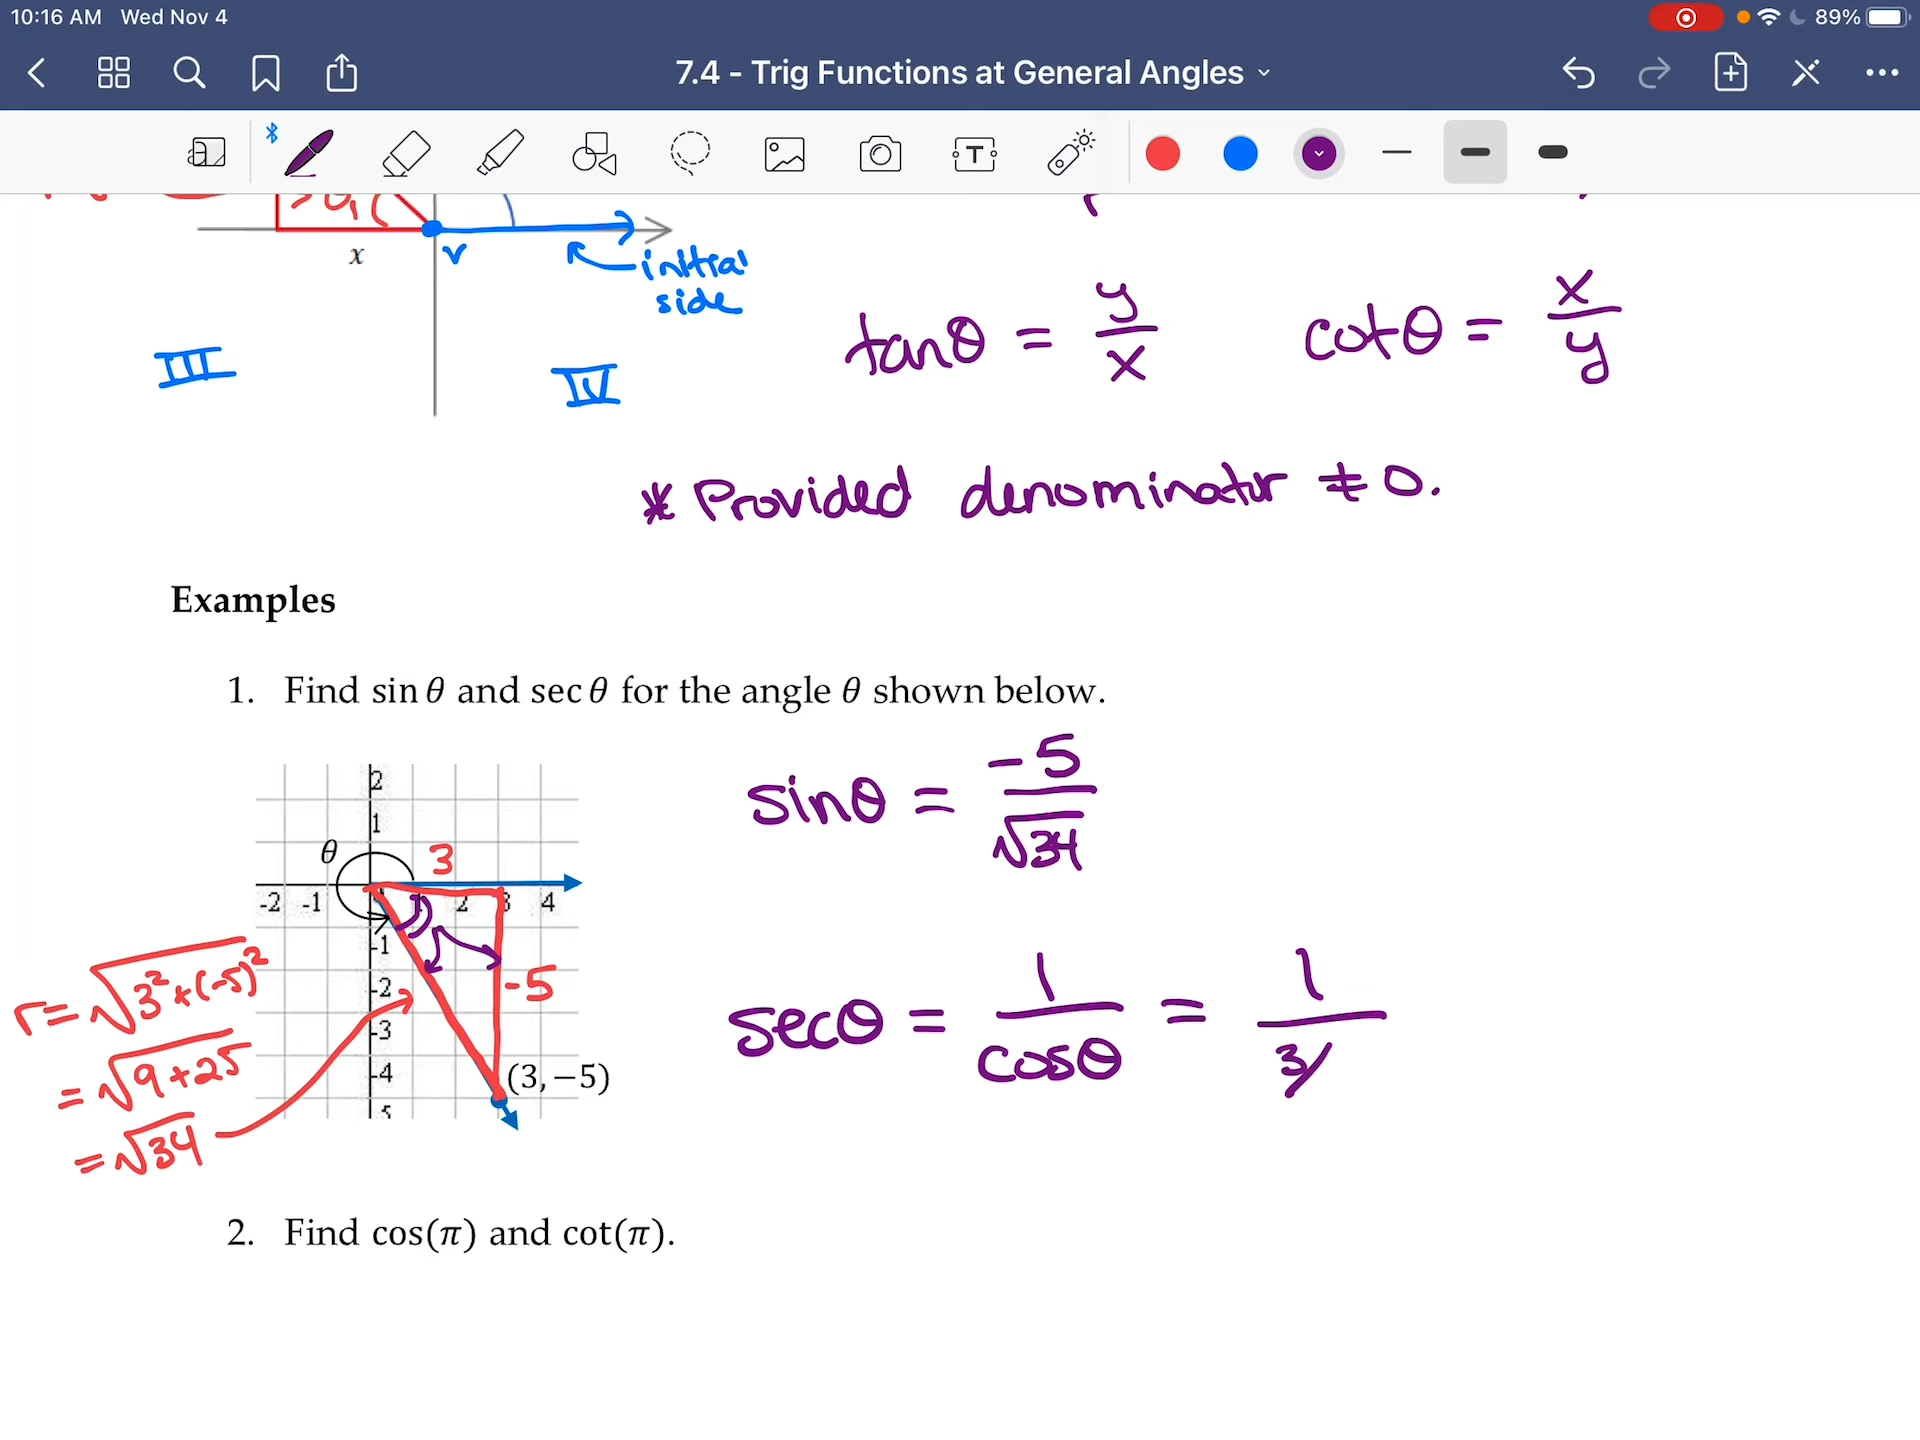 10:16 AM Wed Nov 4
89%
7.4 - Trig Functions at General Angles
x
v
initial
side
III
IV
tanθ = y/x
cotθ = x/y
* Provided denominator ≠ 0.
Examples
1. Find sin θ and sec θ for the angle θ shown below.
sinθ = -5/√34
secθ = 1/cosθ = 1/3/
2
1
θ
3
-2 -1 2 3 4
-1
-2
-3
-4
5
-5
(3, −5)
r = √3² + (-5)²
= √9+25
= √34
2. Find cos(π) and cot(π).